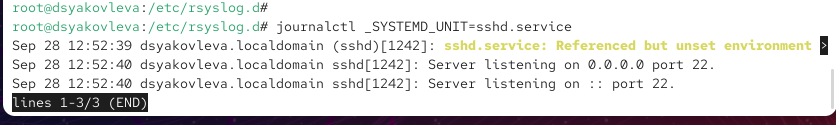 root@dsyakovleva:/etc/rsyslog.d#
root@dsyakovleva:/etc/rsyslog.d# journalctl _SYSTEMD_UNIT=sshd.service
Sep 28 12:52:39 dsyakovleva.localdomain (sshd)[1242]: sshd.service: Referenced but unset environment >
Sep 28 12:52:40 dsyakovleva.localdomain sshd[1242]: Server listening on 0.0.0.0 port 22.
Sep 28 12:52:40 dsyakovleva.localdomain sshd[1242]: Server listening on :: port 22.
lines 1-3/3 (END)